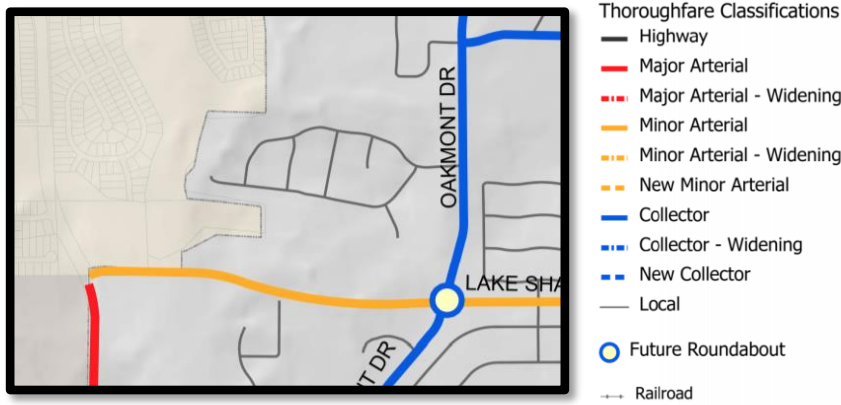 OAKMONT DR
LAKE SHA
NT DR
Thoroughfare Classifications
Highway
Major Arterial
Major Arterial - Widening
Minor Arterial
Minor Arterial - Widening
New Minor Arterial
Collector
Collector - Widening
New Collector
Local
Future Roundabout
Railroad